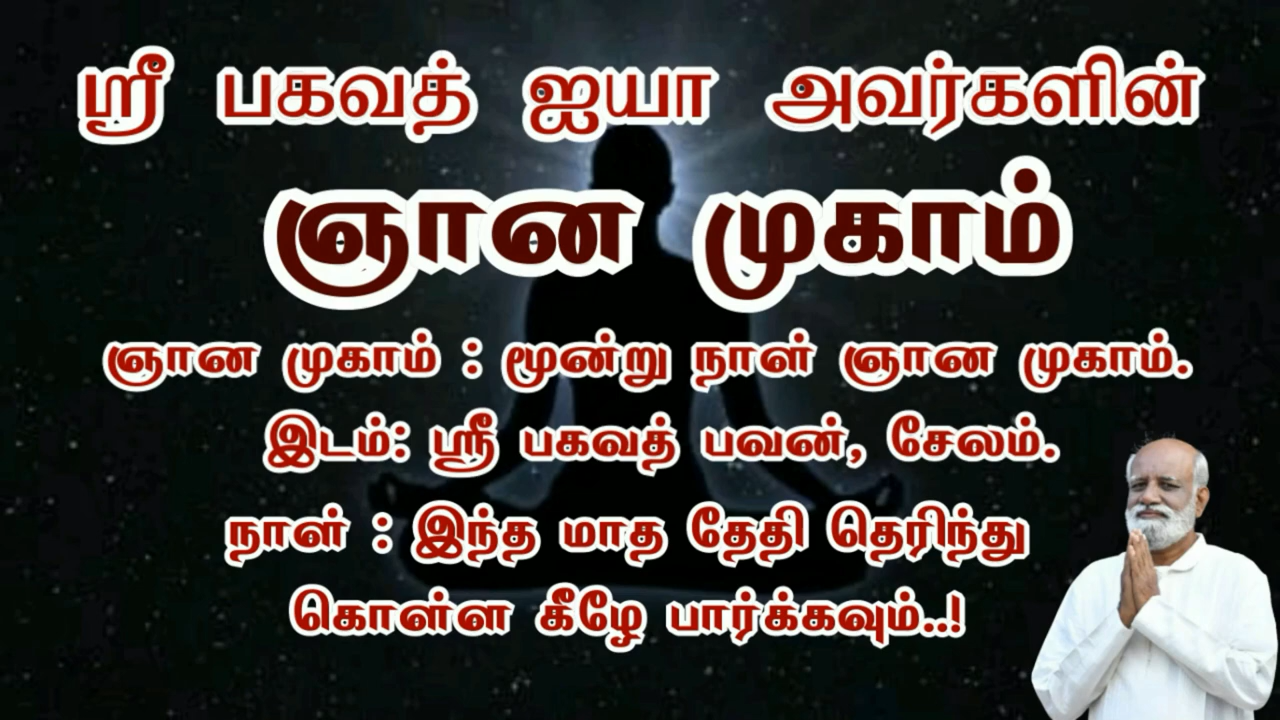 ஸ்ரீ பகவத் ஐயா அவர்களின்
ஞான முகாம்
ஞான முகாம் : மூன்று நாள் ஞான முகாம்.
இடம்: ஸ்ரீ பகவத் பவன், சேலம்.
நாள் : இந்த மாத தேதி தெரிந்து
கொள்ள கீழே பார்க்கவும்..!